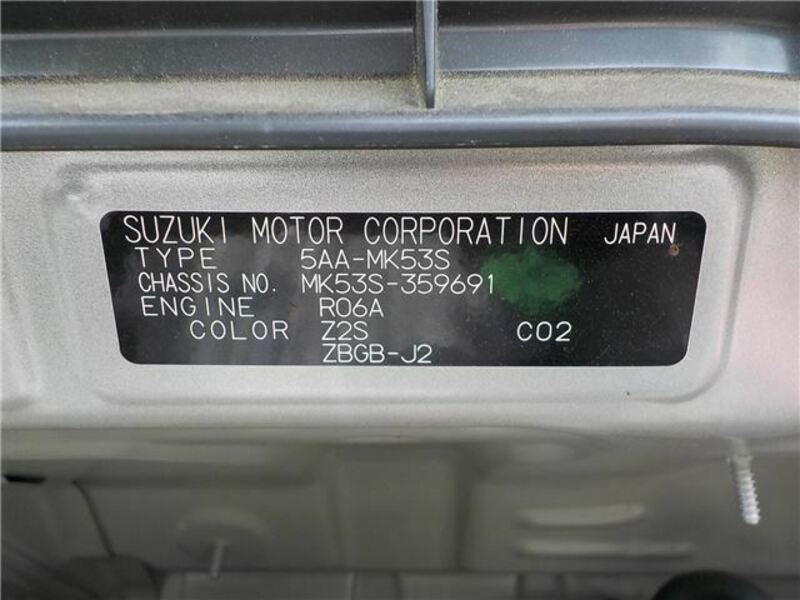 SUZUKI MOTOR CORPORATION JAPAN
TYPE 5AA-MK53S
CHASSIS NO. MK53S-359691
ENGINE R06A
COLOR Z2S C02
ZBGB-J2